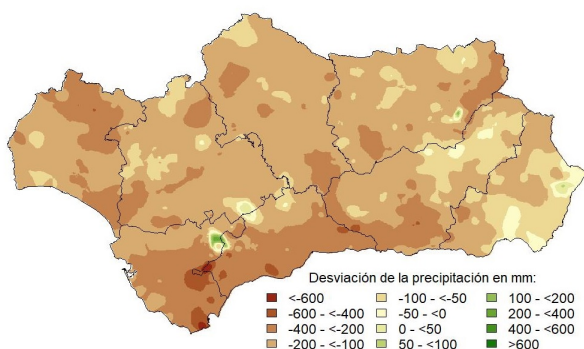 Desviación de la precipitación en mm:
<-600 -100 - <-50 100 - <200
-600 - <-400 -50 - <0 200 - <400
-400 - <-200 0 - <50 400 - <600
-200 - <-100 50 - <100 >600